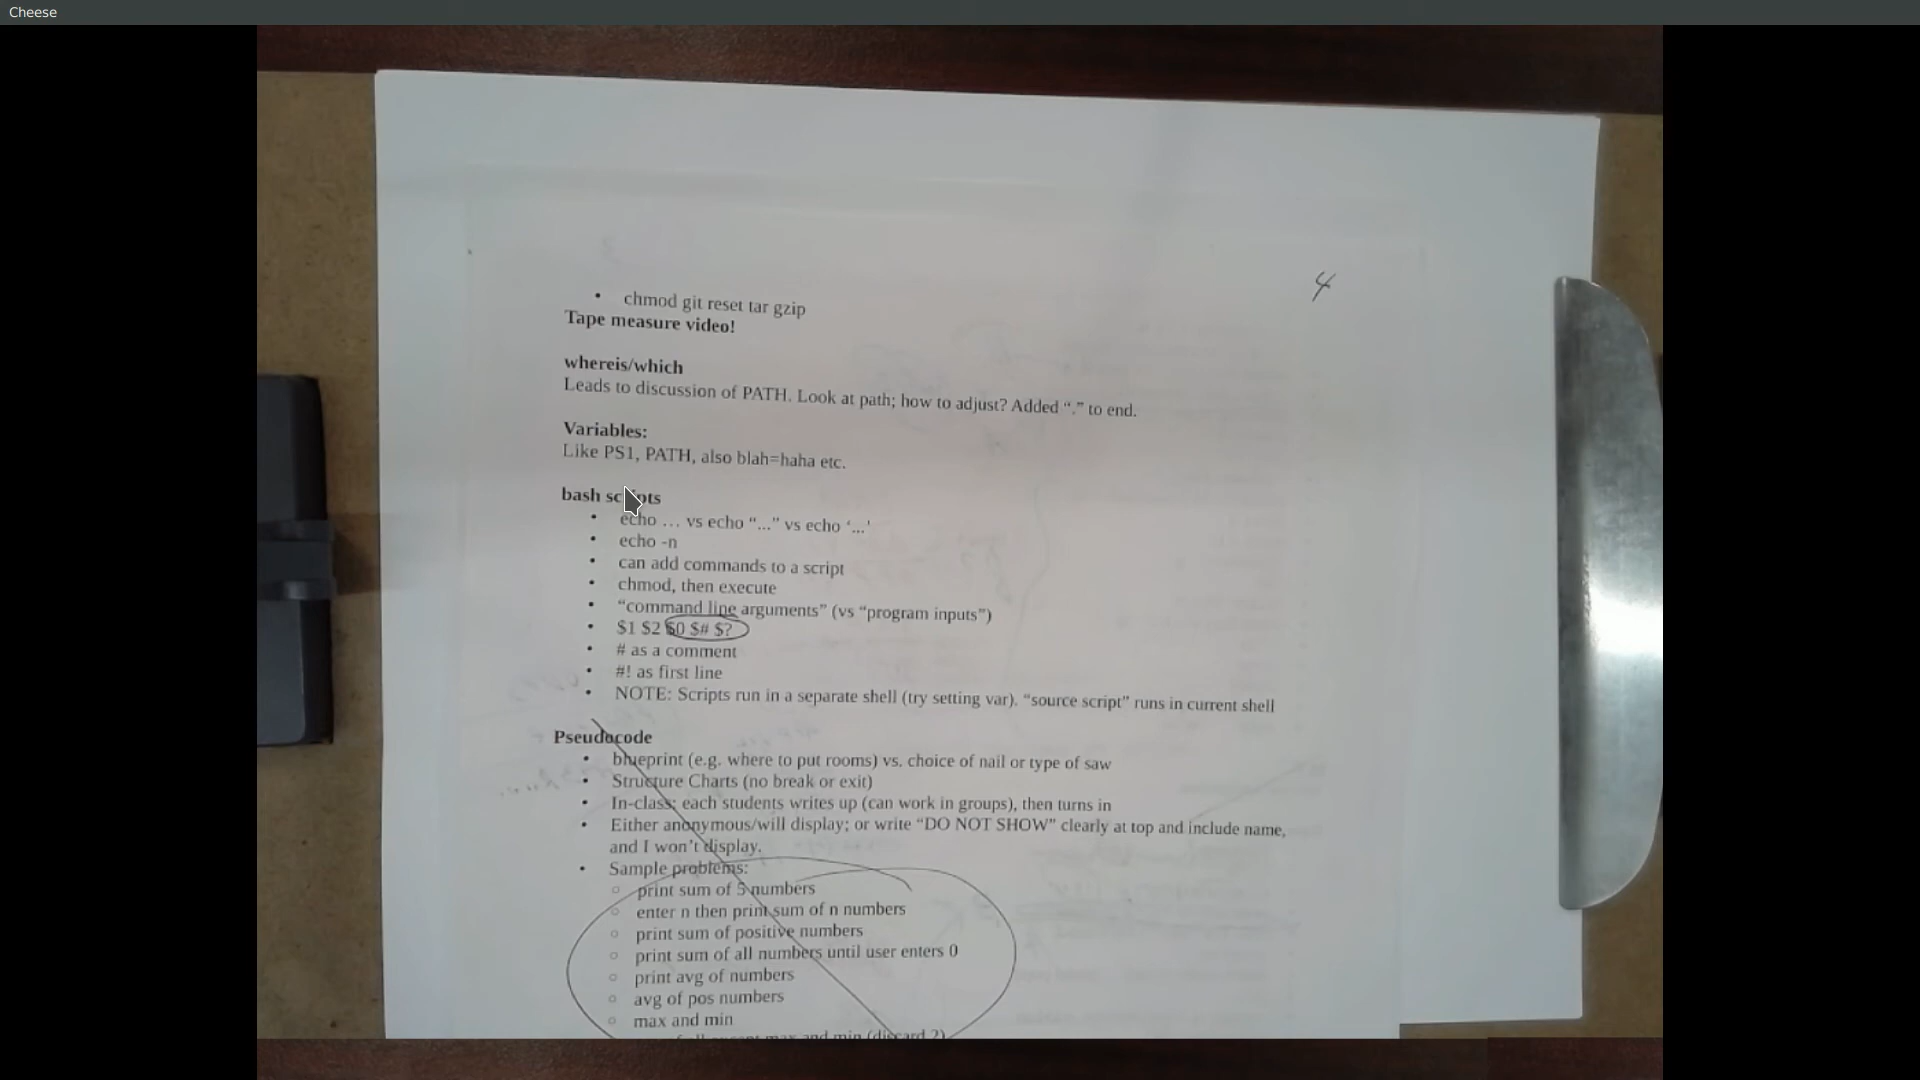 Cheese
4
• chmod git reset tar gzip
Tape measure video!
whereis/which
Leads to discussion of PATH. Look at path; how to adjust? Added “.” to end.
Variables:
Like PS1, PATH, also blah=haha etc.
bash scripts
• echo … vs echo “...” vs echo ‘...'
• echo -n
• can add commands to a script
• chmod, then execute
• “command line arguments” (vs “program inputs”)
• $1 $2 $0 $# $?
• # as a comment
• #! as first line
• NOTE: Scripts run in a separate shell (try setting var). “source script” runs in current shell
Pseudocode
• blueprint (e.g. where to put rooms) vs. choice of nail or type of saw
• Structure Charts (no break or exit)
• In-class; each students writes up (can work in groups), then turns in
• Either anonymous/will display; or write “DO NOT SHOW” clearly at top and include name,
and I won’t display.
• Sample problems:
○ print sum of 5 numbers
○ enter n then print sum of n numbers
○ print sum of positive numbers
○ print sum of all numbers until user enters 0
○ print avg of numbers
○ avg of pos numbers
○ max and min
max and min (discard 2)